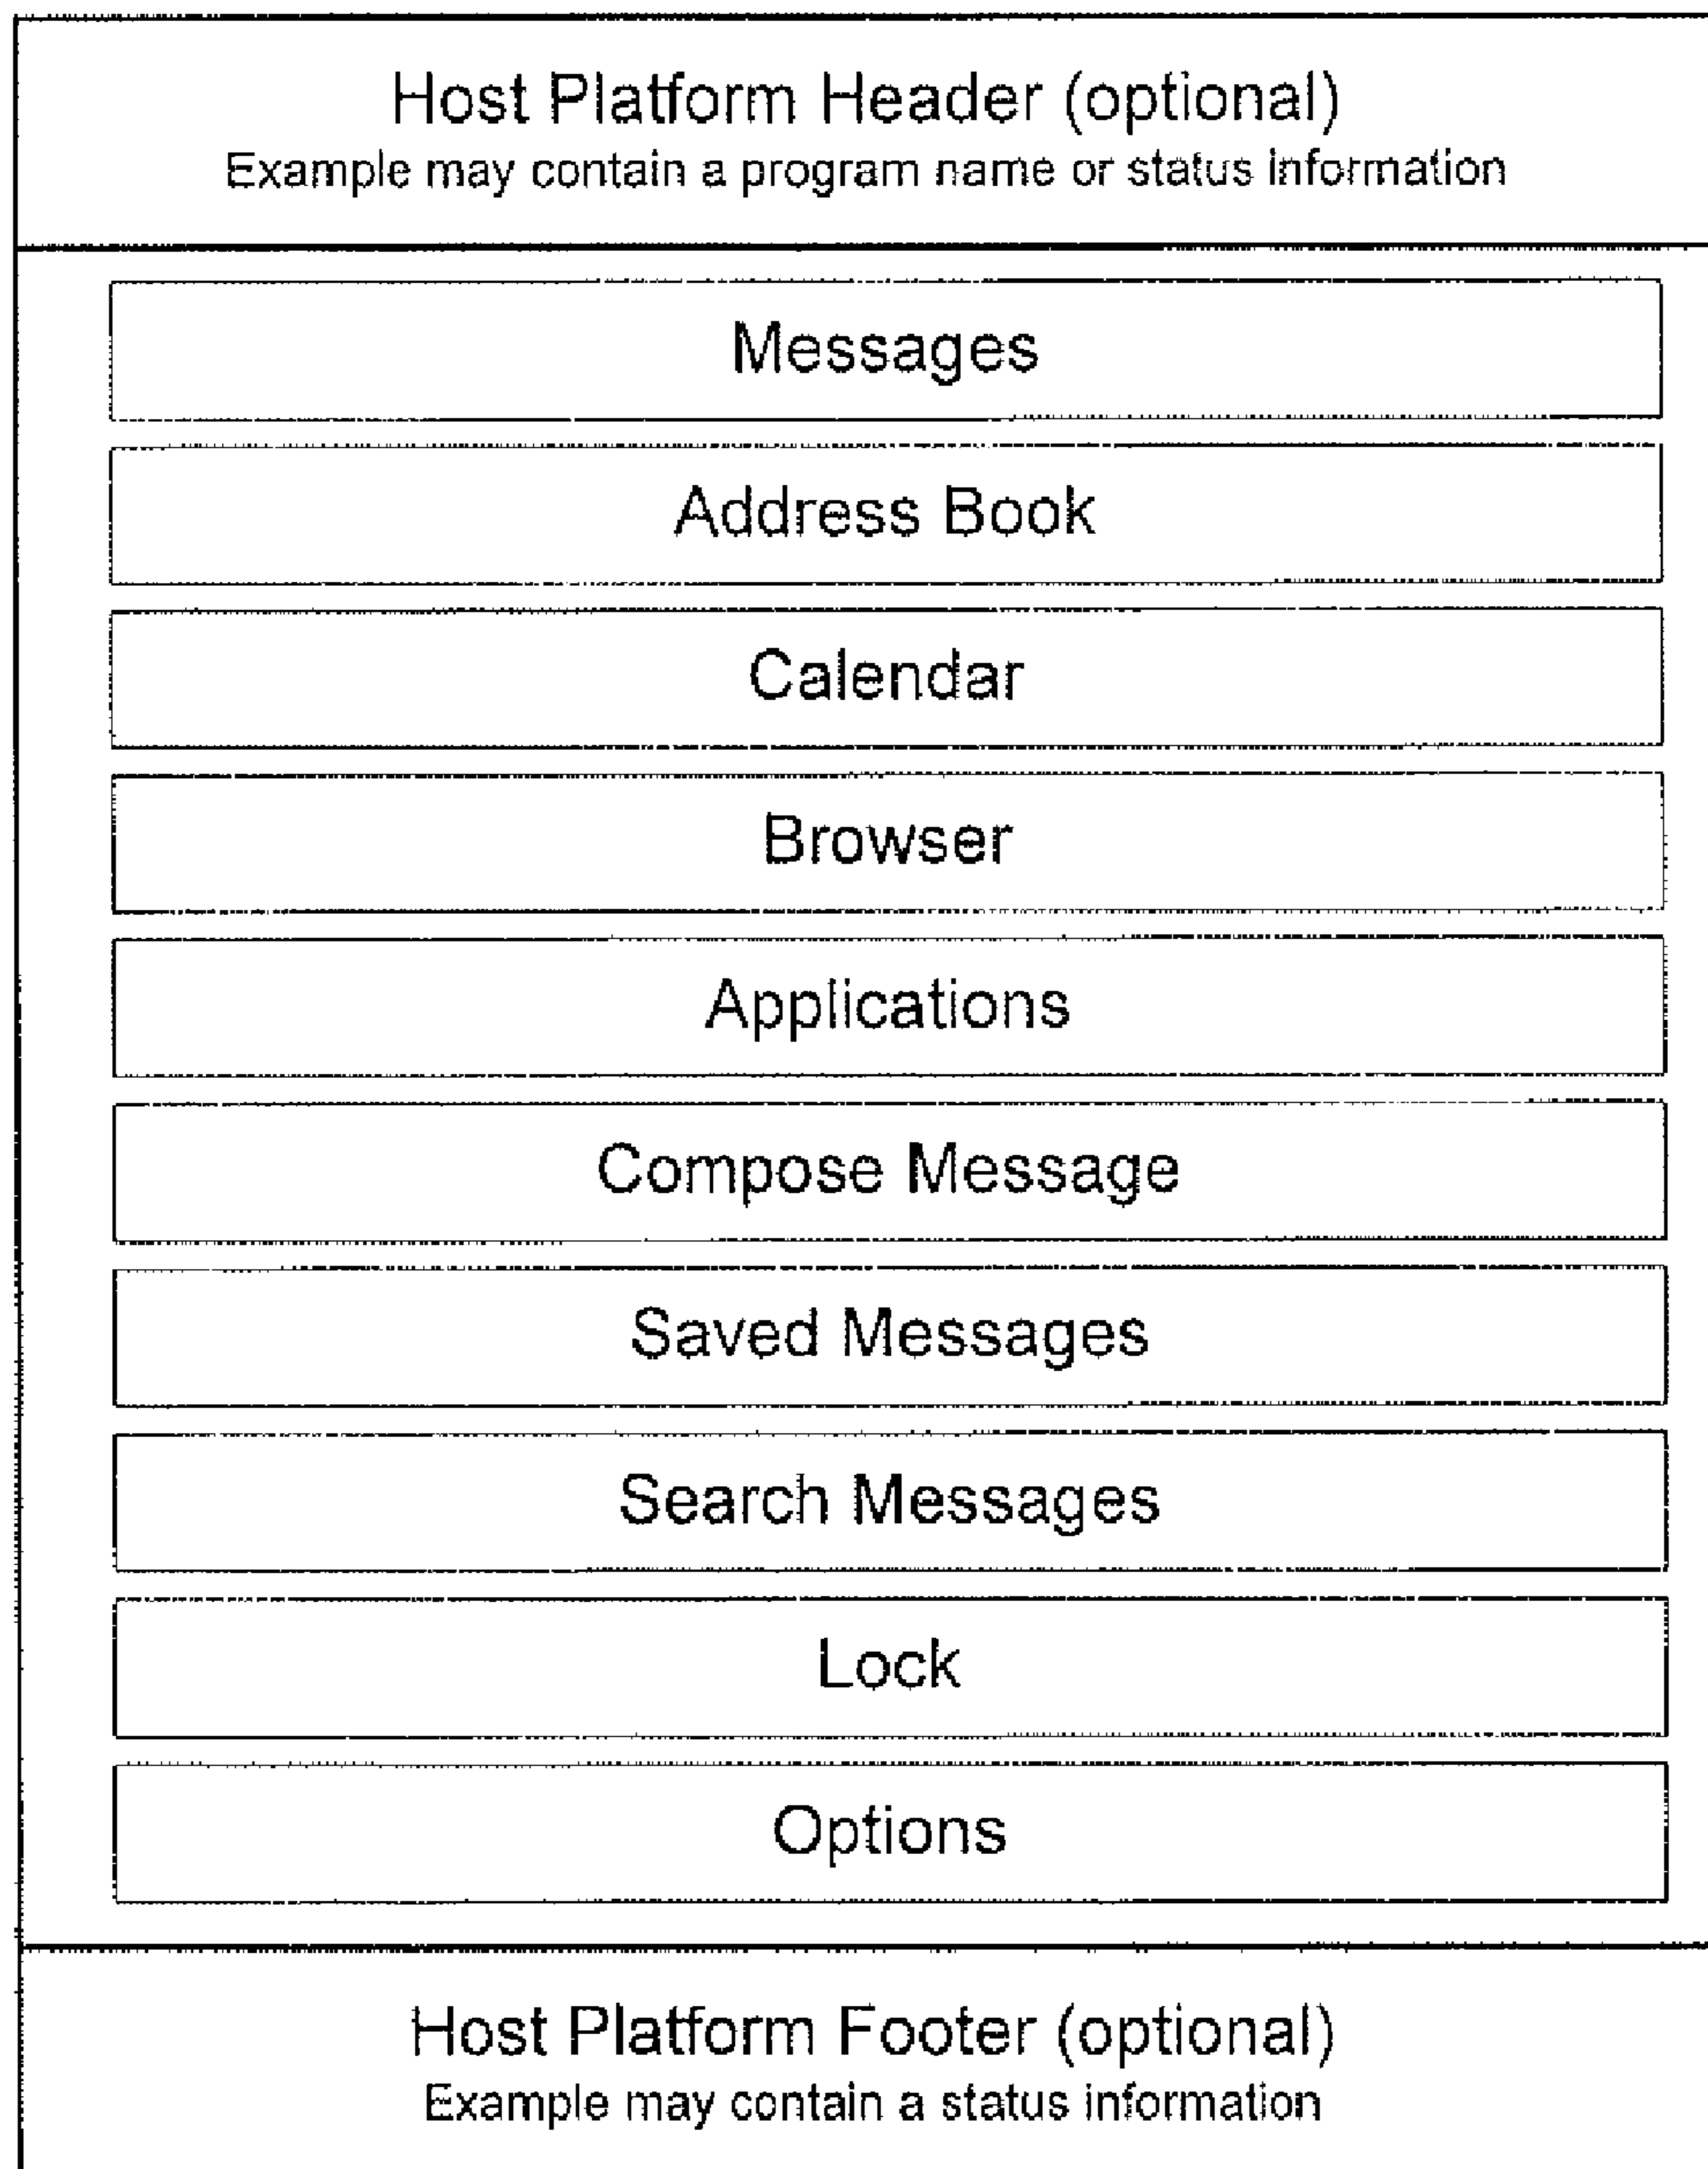 Host Platform Header (optional)
Example may contain a program name or status information
Messages
Address Book
Calendar
Browser
Applications
Compose Message
Saved Messages
Search Messages
Lock
Options
Host Platform Footer (optional)
Example may contain a status information